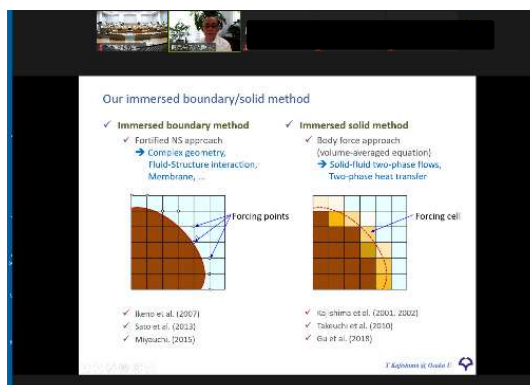 Our immersed boundary/solid method
✓ Immersed boundary method
✓ Fortified NS approach
➔ Complex geometry,
Fluid-Structure interaction,
Membrane, ...
Forcing points
✓ Ikeno et al. (2007)
✓ Sato et al. (2013)
✓ Miyauchi (2015)
✓ Immersed solid method
✓ Body force approach
(volume-averaged equation)
➔ Solid-fluid two-phase flows,
Two-phase heat transfer
Forcing cell
✓ Kajishima et al. (2001, 2002)
✓ Takeuchi et al. (2010)
✓ Gu et al. (2018)
T Kajishima @ Osaka U